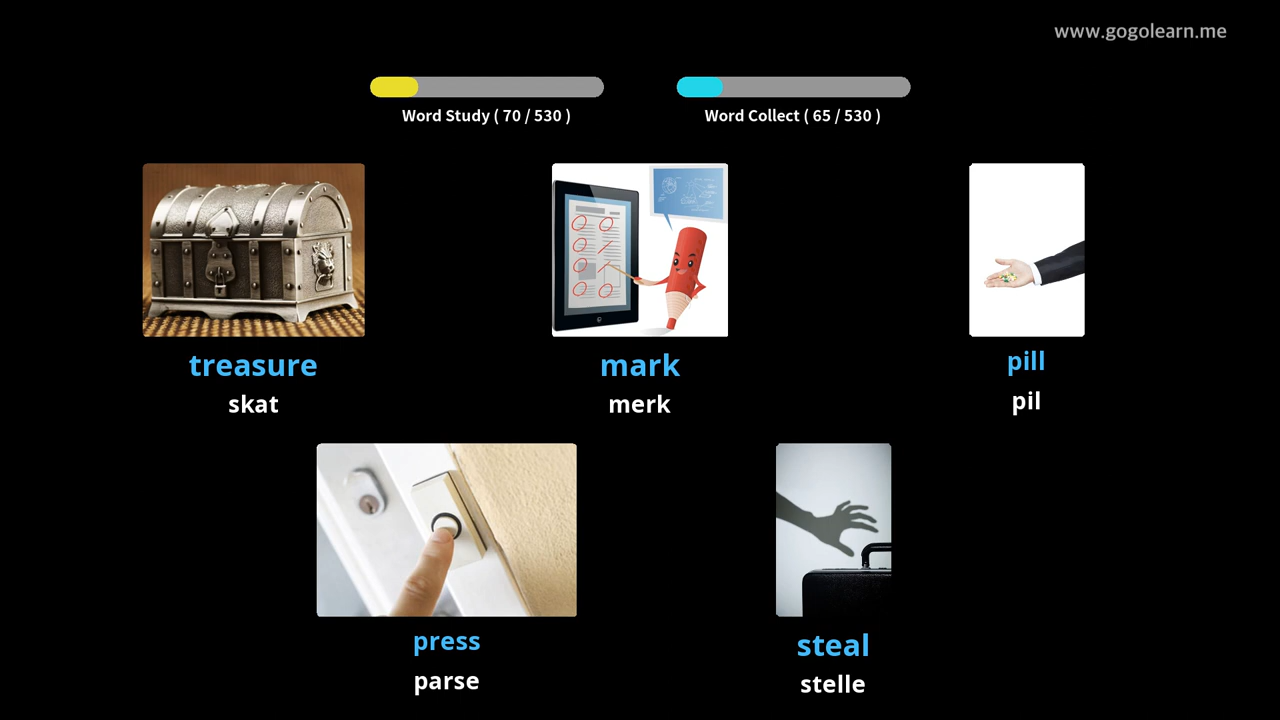 www.gogolearn.me
Word Study ( 70 / 530 )
Word Collect ( 65 / 530 )
treasure
skat
mark
merk
pill
pil
press
parse
steal
stelle